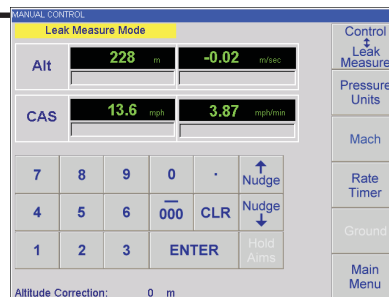 MANUAL CONTROL
Leak Measure Mode
Alt 228 m -0.02 m/sec
CAS 13.6 mph 3.87 mph/min
7 8 9 0 . ↑ Nudge
4 5 6 000 CLR Nudge ↓
1 2 3 ENTER Hold Aims
Altitude Correction: 0 m
Control
↕
Leak
Measure
Pressure
Units
Mach
Rate
Timer
Ground
Main
Menu